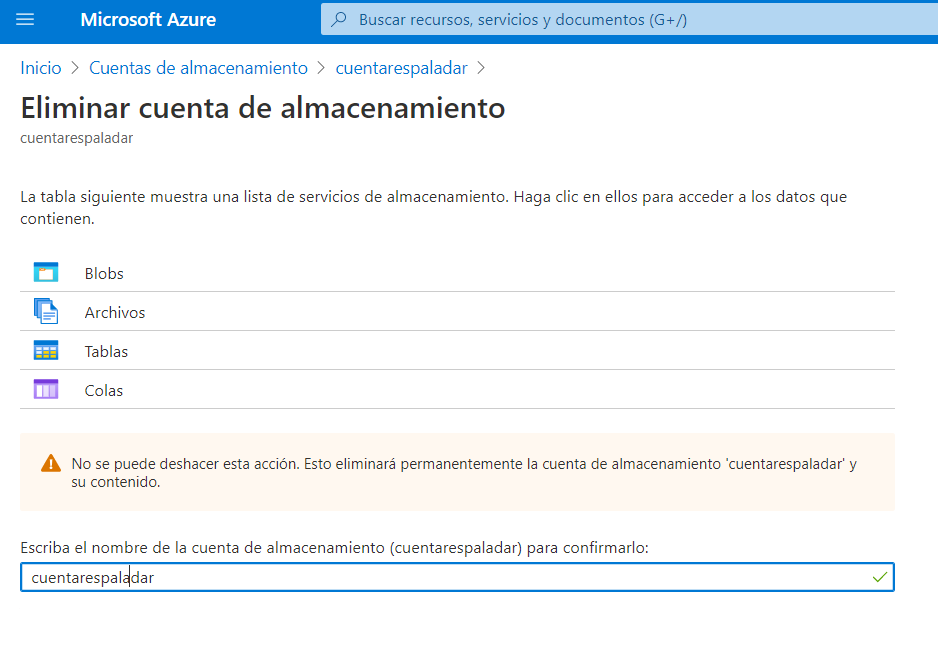 Microsoft Azure
Buscar recursos, servicios y documentos (G+/)
Inicio > Cuentas de almacenamiento > cuentarespaladar >
Eliminar cuenta de almacenamiento
cuentarespaladar
La tabla siguiente muestra una lista de servicios de almacenamiento. Haga clic en ellos para acceder a los datos que
contienen.
Blobs
Archivos
Tablas
Colas
No se puede deshacer esta acción. Esto eliminará permanentemente la cuenta de almacenamiento 'cuentarespaladar' y
su contenido.
Escriba el nombre de la cuenta de almacenamiento (cuentarespaladar) para confirmarlo:
cuentarespaladar